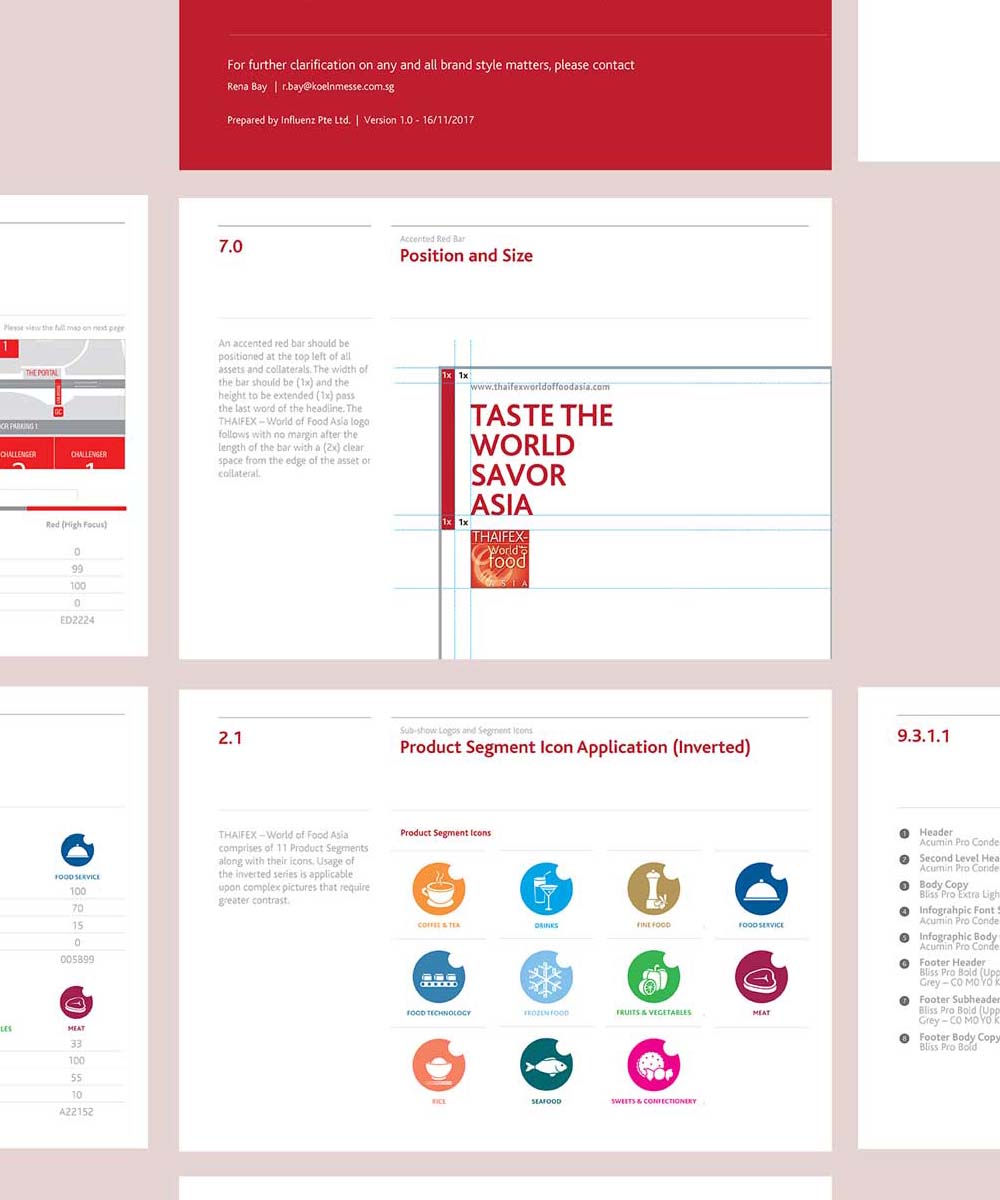 For further clarification on any and all brand style matters, please contact
Rena Bay | r.bay@koelnmesse.com.sg
Prepared by Influenz Pte Ltd. | Version 1.0 - 16/11/2017
Please view the full map on next page
1
THE PORTAL
GC
OR PARKING 1
CHALLENGER
CHALLENGER
2
1
Red (High Focus)
0
99
100
0
ED2224
7.0
Accented Red Bar
Position and Size
An accented red bar should be
positioned at the top left of all
assets and collaterals. The width of
the bar should be (1x) and the
height to be extended (1x) pass
the last word of the headline. The
THAIFEX – World of Food Asia logo
follows with no margin after the
length of the bar with a (2x) clear
space from the edge of the asset or
collateral.
1x 1x
www.thaifexworldoffoodasia.com
TASTE THE
WORLD
SAVOR
ASIA
1x 1x
THAIFEX-
World of
food
ASIA
FOOD SERVICE
100
70
15
0
005899
LES
MEAT
33
100
55
10
A22152
2.1
Sub-show Logos and Segment Icons
Product Segment Icon Application (Inverted)
THAIFEX – World of Food Asia
comprises of 11 Product Segments
along with their icons. Usage of
the inverted series is applicable
upon complex pictures that require
greater contrast.
Product Segment Icons
COFFEE & TEA
DRINKS
FINE FOOD
FOOD SERVICE
FOOD TECHNOLOGY
FROZEN FOOD
FRUITS & VEGETABLES
MEAT
RICE
SEAFOOD
SWEETS & CONFECTIONERY
9.3.1.1
1 Header
Acumin Pro Conde
2 Second Level Hea
Acumin Pro Conde
3 Body Copy
Bliss Pro Extra Ligh
4 Infograhpic Font S
Acumin Pro Conde
5 Infographic Body
Acumin Pro Conde
6 Footer Header
Bliss Pro Bold (Upp
Grey – C0 M0 Y0 K
7 Footer Subheader
Bliss Pro Bold (Upp
Grey – C0 M0 Y0 K
8 Footer Body Copy
Bliss Pro Bold